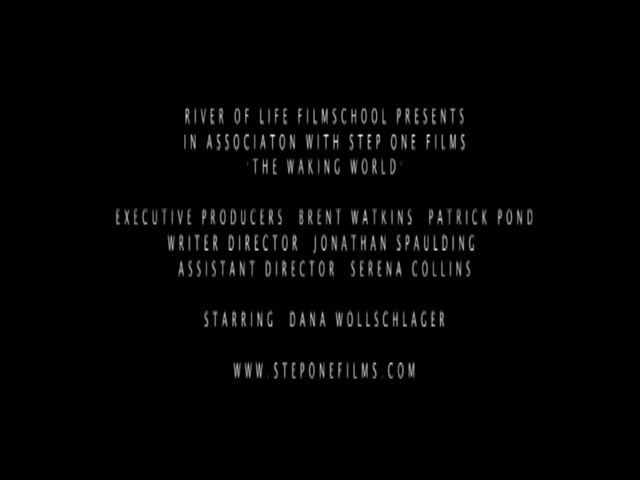 RIVER OF LIFE FILMSCHOOL PRESENTS
IN ASSOCIATON WITH STEP ONE FILMS
'THE WAKING WORLD'
EXECUTIVE PRODUCERS BRENT WATKINS PATRICK POND
WRITER DIRECTOR JONATHAN SPAULDING
ASSISTANT DIRECTOR SERENA COLLINS
STARRING DANA WOLLSCHLAGER
WWW.STEPONEFILMS.COM